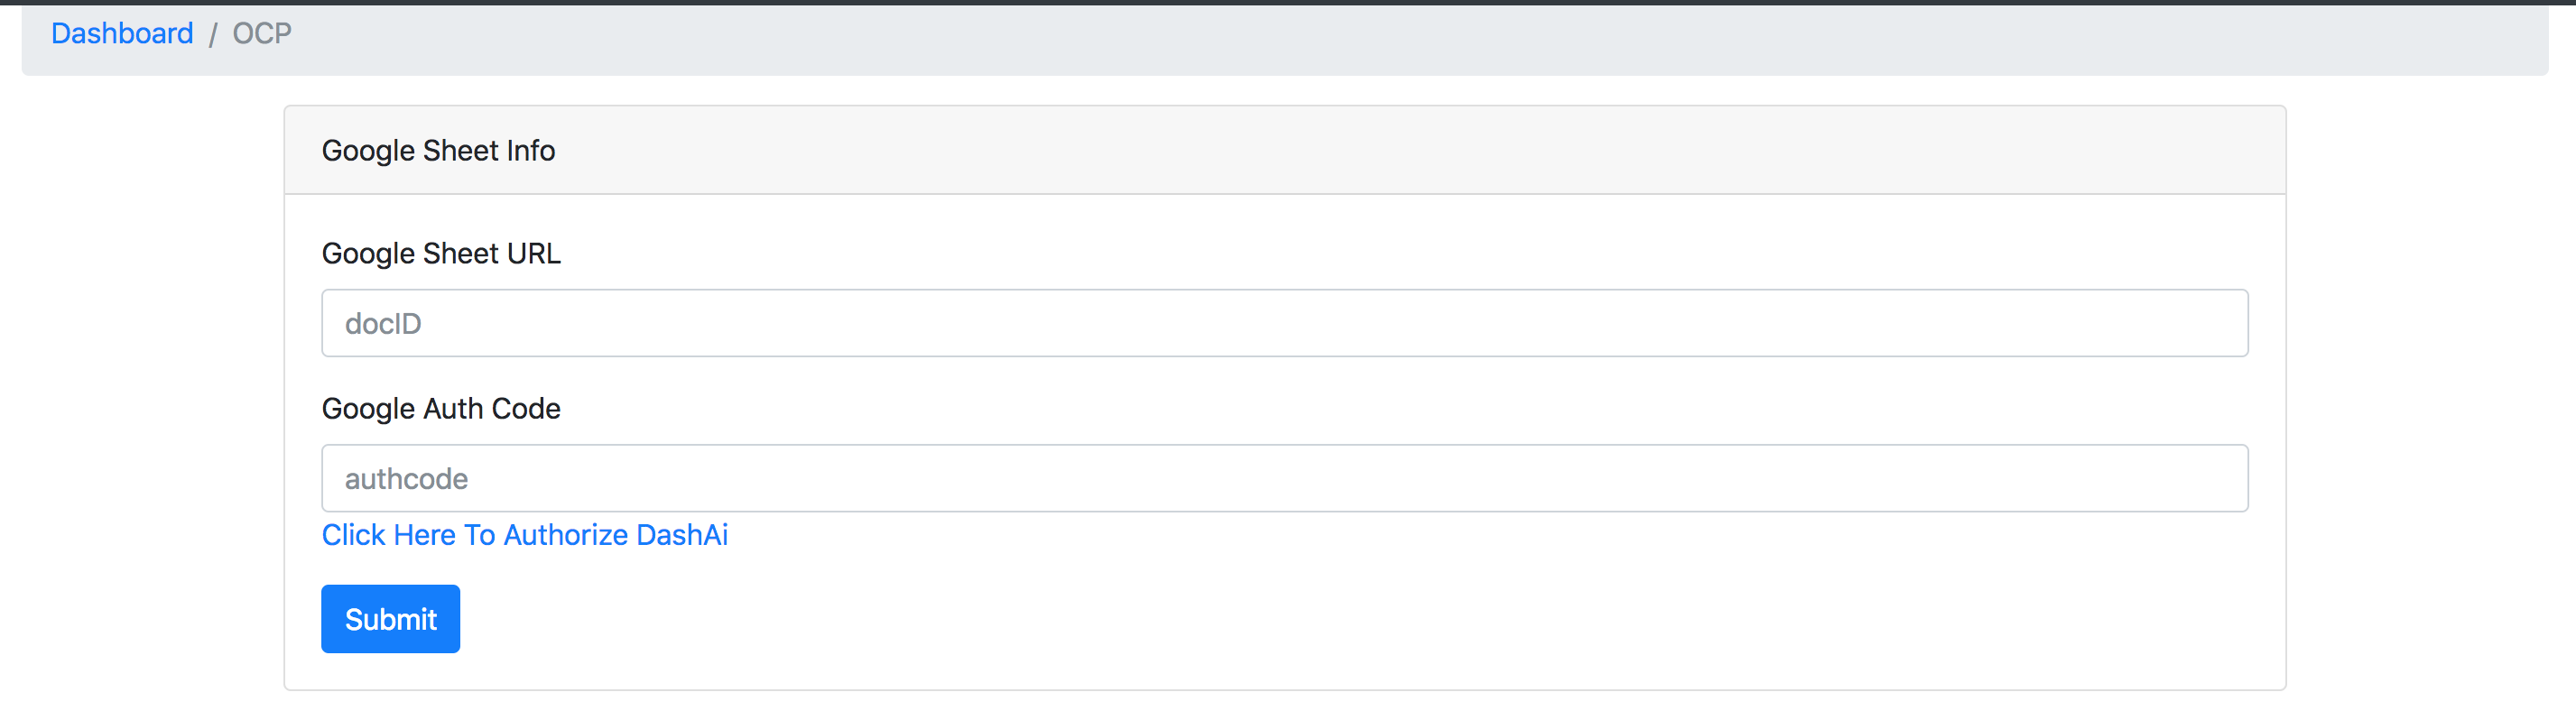 Dashboard / OCP
Google Sheet Info
Google Sheet URL
docID
Google Auth Code
authcode
Click Here To Authorize DashAi
Submit